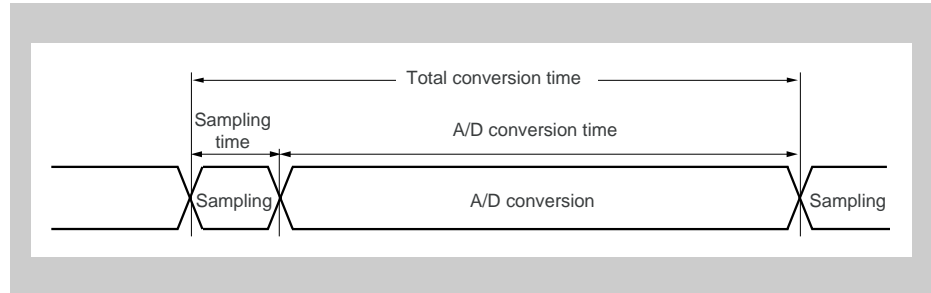 Total conversion time
Sampling
time
A/D conversion time
Sampling
A/D conversion
Sampling